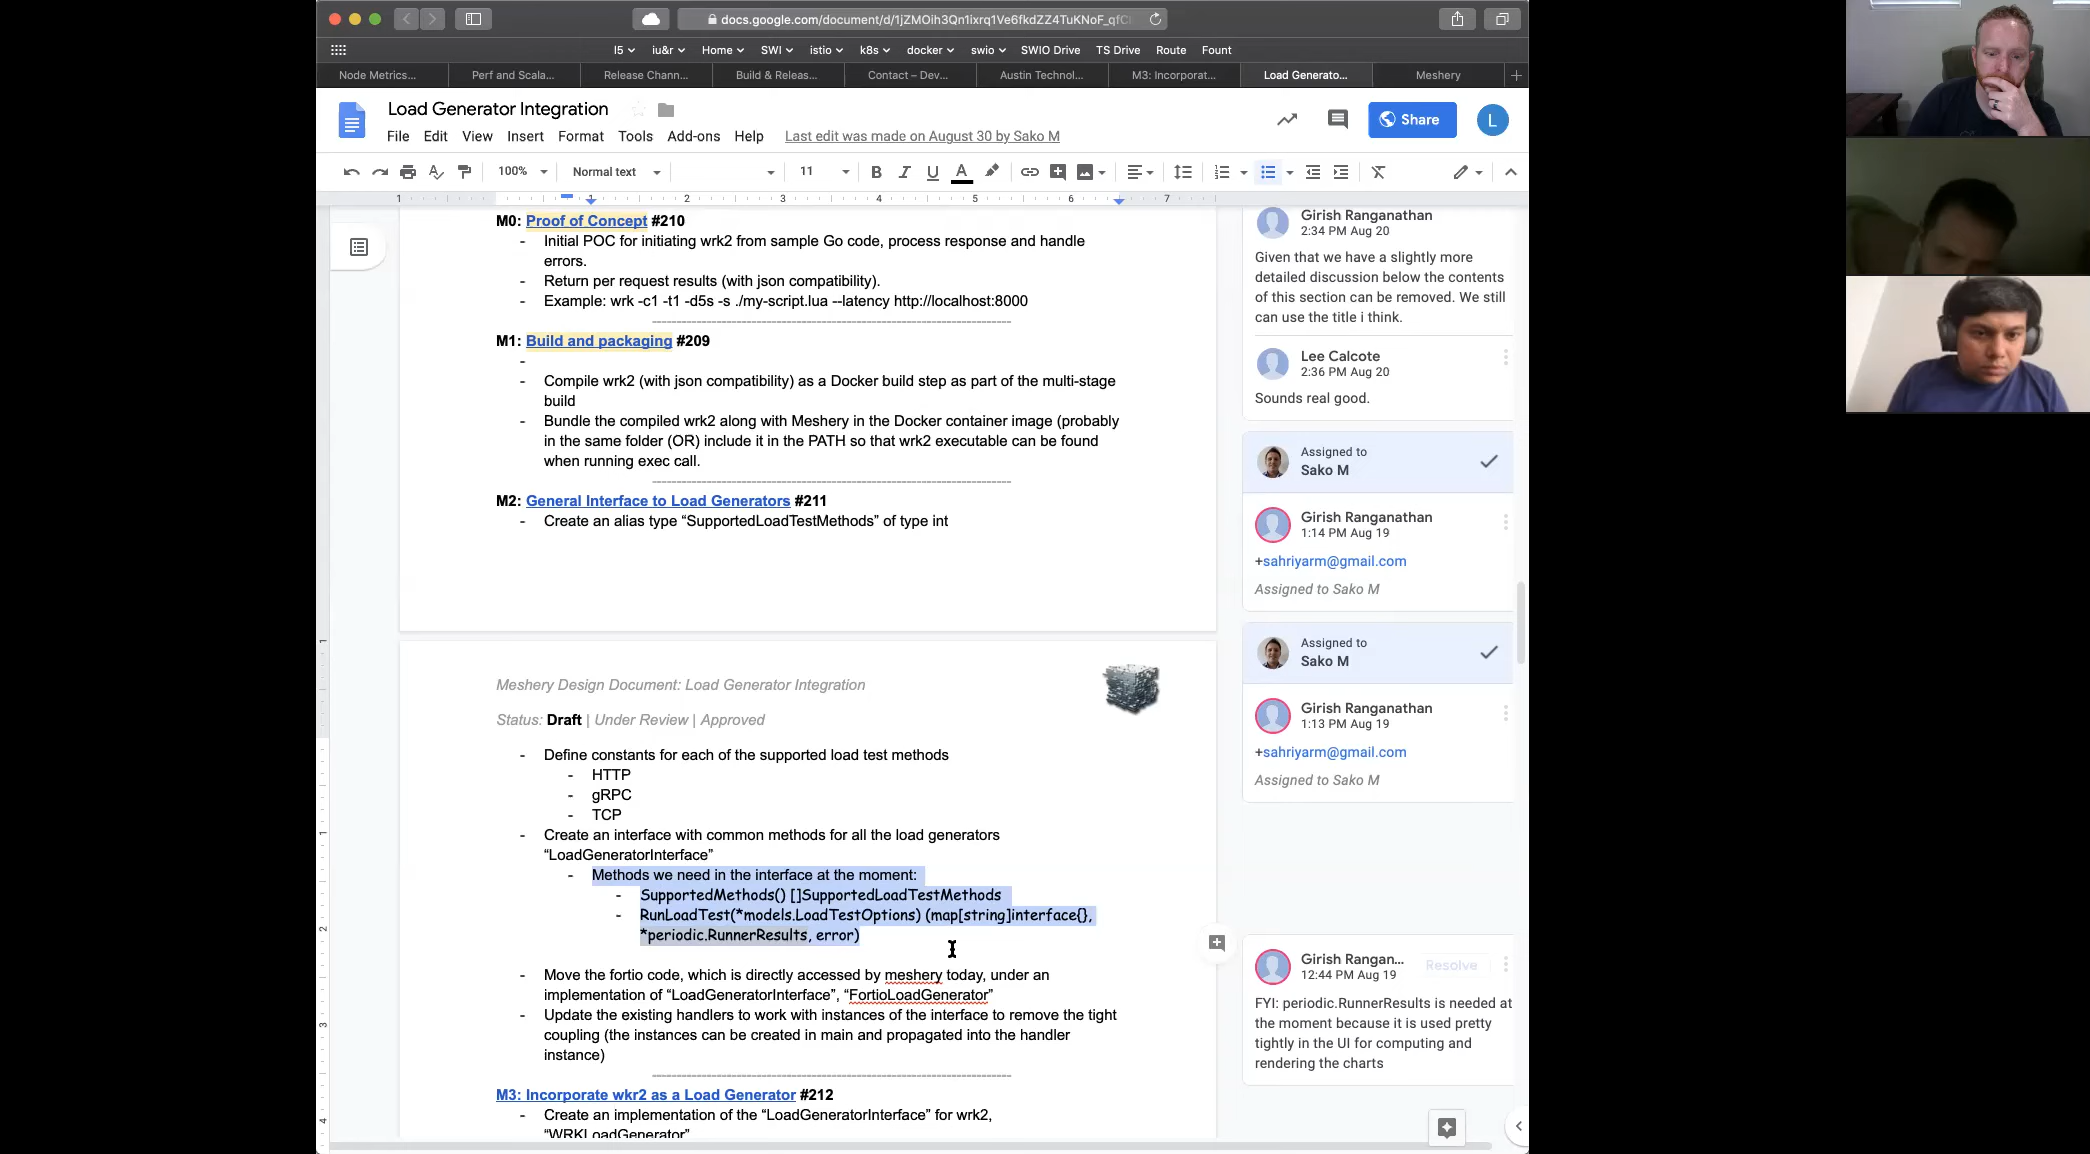 docs.google.com/document/d/1jZMOih3Qn1ixrq1Ve6fkdZZ4TuKNoF_qfC
I5 iu&r Home SWI istio k8s docker swio SWIO Drive TS Drive Route Fount
Node Metrics... Perf and Scala... Release Chann... Build & Releas... Contact – Dev... Austin Technol... M3: Incorporat... Load Generato... Meshery
Load Generator Integration
File Edit View Insert Format Tools Add-ons Help Last edit was made on August 30 by Sako M
Share
L
100% Normal text 11 B I U A
1 1 2 3 4 5 6 7
M0: Proof of Concept #210
- Initial POC for initiating wrk2 from sample Go code, process response and handle
errors.
- Return per request results (with json compatibility).
- Example: wrk -c1 -t1 -d5s -s ./my-script.lua --latency http://localhost:8000
M1: Build and packaging #209
-
- Compile wrk2 (with json compatibility) as a Docker build step as part of the multi-stage
build
- Bundle the compiled wrk2 along with Meshery in the Docker container image (probably
in the same folder (OR) include it in the PATH so that wrk2 executable can be found
when running exec call.
M2: General Interface to Load Generators #211
- Create an alias type “SupportedLoadTestMethods” of type int
Meshery Design Document: Load Generator Integration
Status: Draft | Under Review | Approved
- Define constants for each of the supported load test methods
- HTTP
- gRPC
- TCP
- Create an interface with common methods for all the load generators
“LoadGeneratorInterface”
- Methods we need in the interface at the moment:
- SupportedMethods() []SupportedLoadTestMethods
- RunLoadTest(*models.LoadTestOptions) (map[string]interface{},
*periodic.RunnerResults, error)
- Move the fortio code, which is directly accessed by meshery today, under an
implementation of “LoadGeneratorInterface”, “FortioLoadGenerator”
- Update the existing handlers to work with instances of the interface to remove the tight
coupling (the instances can be created in main and propagated into the handler
instance)
M3: Incorporate wkr2 as a Load Generator #212
- Create an implementation of the “LoadGeneratorInterface” for wrk2,
“WRKLoadGenerator”
Girish Ranganathan
2:34 PM Aug 20
Given that we have a slightly more
detailed discussion below the contents
of this section can be removed. We still
can use the title i think.
Lee Calcote
2:36 PM Aug 20
Sounds real good.
Assigned to
Sako M
Girish Ranganathan
1:14 PM Aug 19
+sahriyarm@gmail.com
Assigned to Sako M
Assigned to
Sako M
Girish Ranganathan
1:13 PM Aug 19
+sahriyarm@gmail.com
Assigned to Sako M
Girish Rangan... Resolve
12:44 PM Aug 19
FYI: periodic.RunnerResults is needed at
the moment because it is used pretty
tightly in the UI for computing and
rendering the charts
1
1
2
3
4